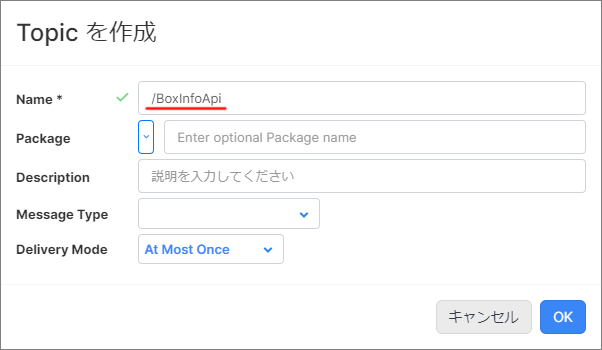 Topic を作成
Name *
/BoxInfoApi
Package
Enter optional Package name
Description
説明を入力してください
Message Type
Delivery Mode
At Most Once
キャンセル
OK